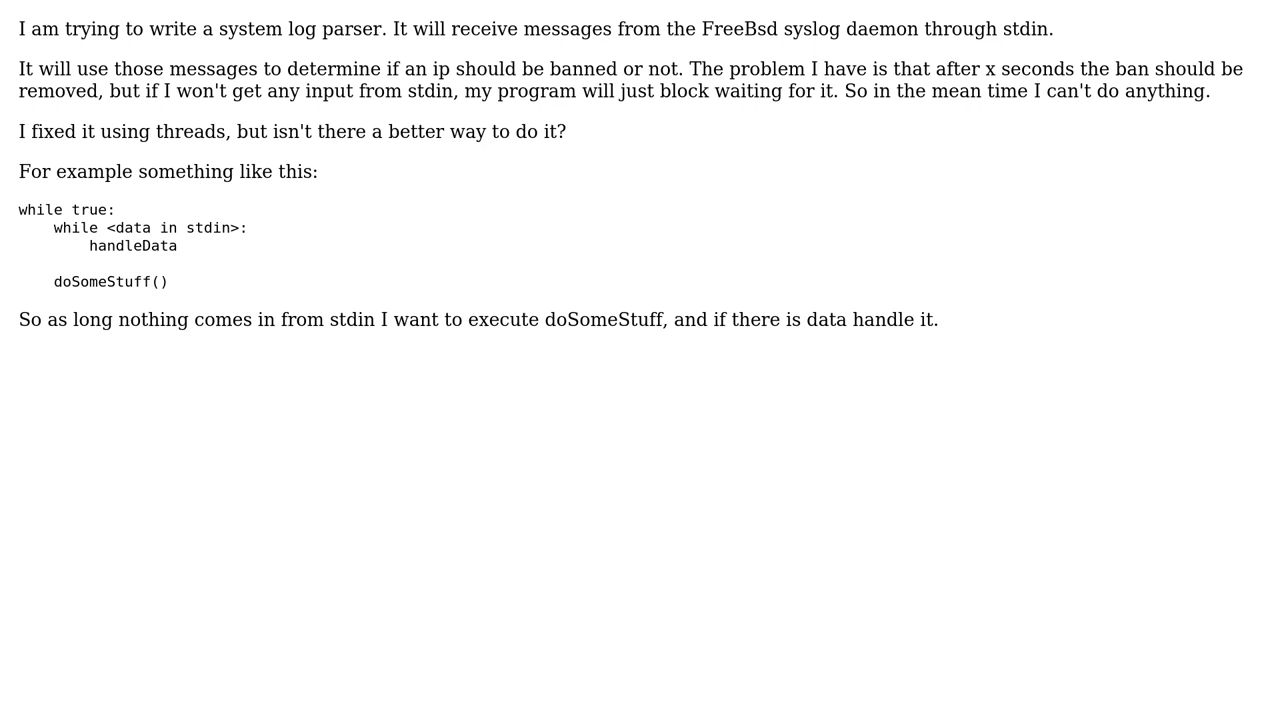 I am trying to write a system log parser. It will receive messages from the FreeBsd syslog daemon through stdin.
It will use those messages to determine if an ip should be banned or not. The problem I have is that after x seconds the ban should be
removed, but if I won't get any input from stdin, my program will just block waiting for it. So in the mean time I can't do anything.
I fixed it using threads, but isn't there a better way to do it?
For example something like this:
while true:
    while <data in stdin>:
        handleData
    doSomeStuff()
So as long nothing comes in from stdin I want to execute doSomeStuff, and if there is data handle it.